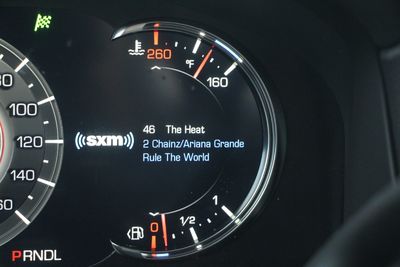 260
°F
160
80
100
120
140
60
sxm
46 The Heat
2 Chainz/Ariana Grande
Rule The World
0
1/2
1
PRNDL